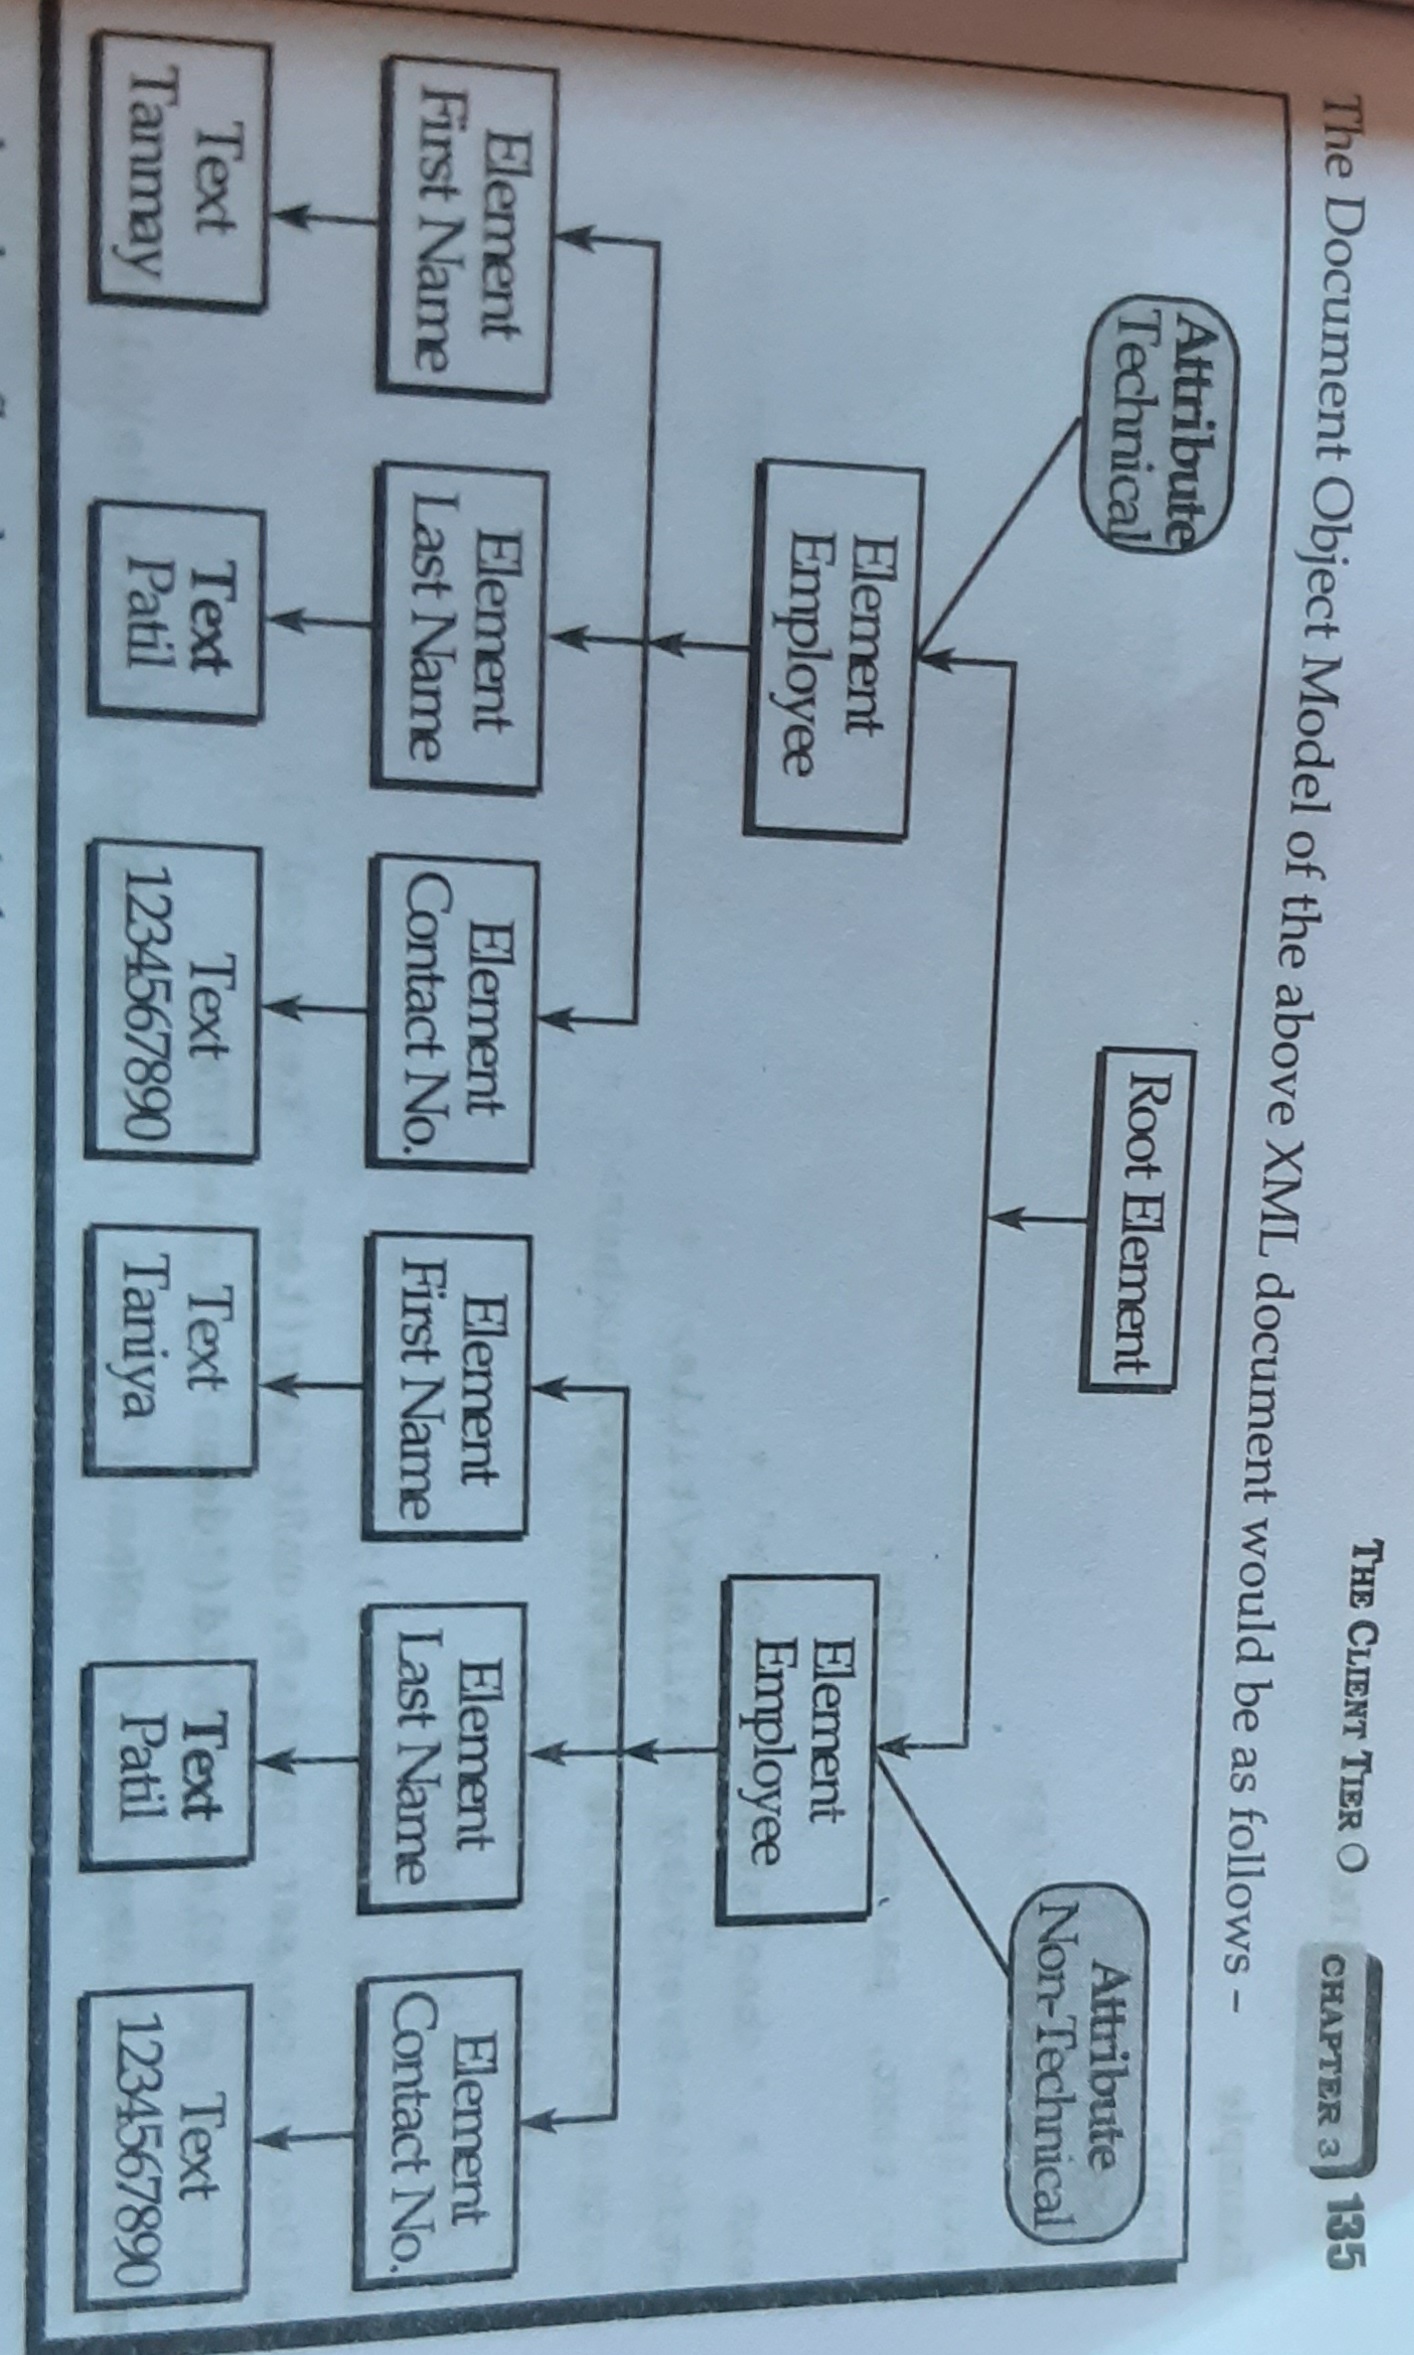 THE CLIENT TIER O CHAPTER 3 135
The Document Object Model of the above XML document would be as follows –
Attribute
Technical
Root Element
Attribute
Non-Technical
Element
Employee
Element
Employee
Element
First Name
Element
Last Name
Element
Contact No.
Element
First Name
Element
Last Name
Element
Contact No.
Text
Tanmay
Text
Patil
Text
1234567890
Text
Taniya
Text
Patil
Text
1234567890